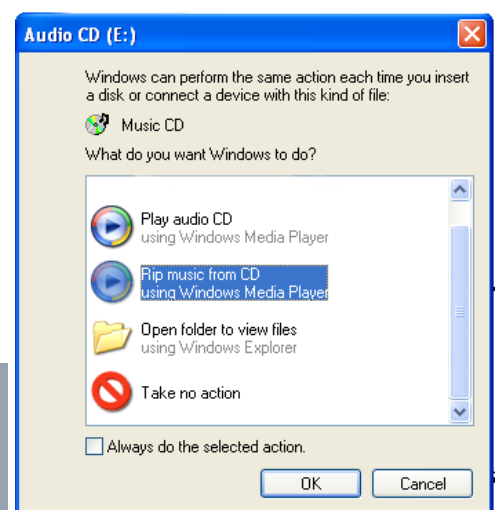 Audio CD (E:)
Windows can perform the same action each time you insert
a disk or connect a device with this kind of file:
Music CD
What do you want Windows to do?
Play audio CD
using Windows Media Player
Rip music from CD
using Windows Media Player
Open folder to view files
using Windows Explorer
Take no action
Always do the selected action.
OK
Cancel